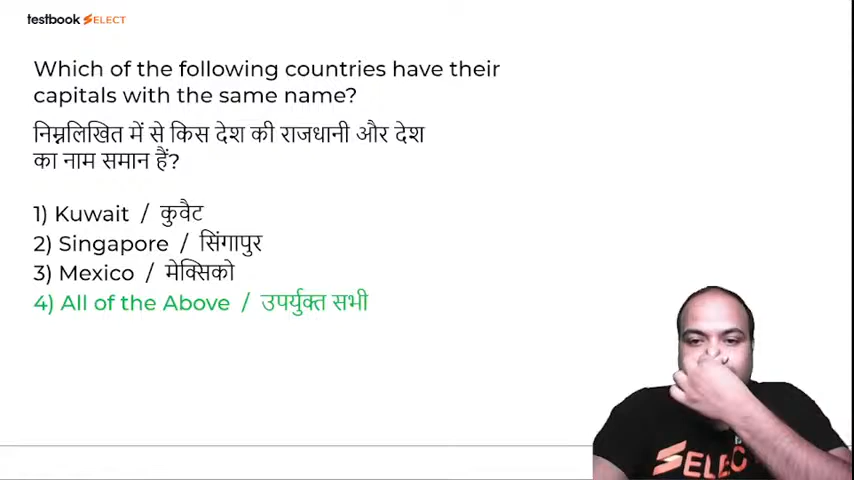 testbook SELECT
Which of the following countries have their
capitals with the same name?
निम्नलिखित में से किस देश की राजधानी और देश
का नाम समान हैं?
1) Kuwait / कुवैट
2) Singapore / सिंगापुर
3) Mexico / मेक्सिको
4) All of the Above / उपर्युक्त सभी
SELECT